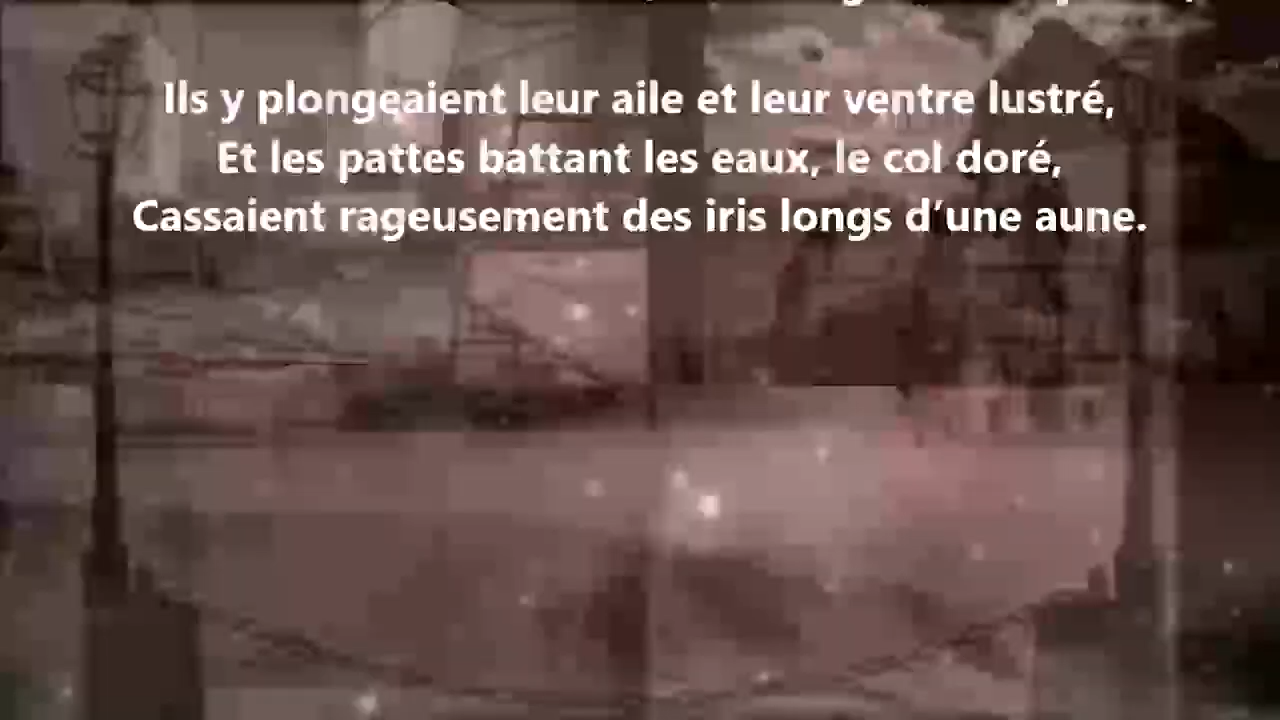 Ils y plongeaient leur aile et leur ventre lustré,
Et les pattes battant les eaux, le col doré,
Cassaient rageusement des iris longs d’une aune.